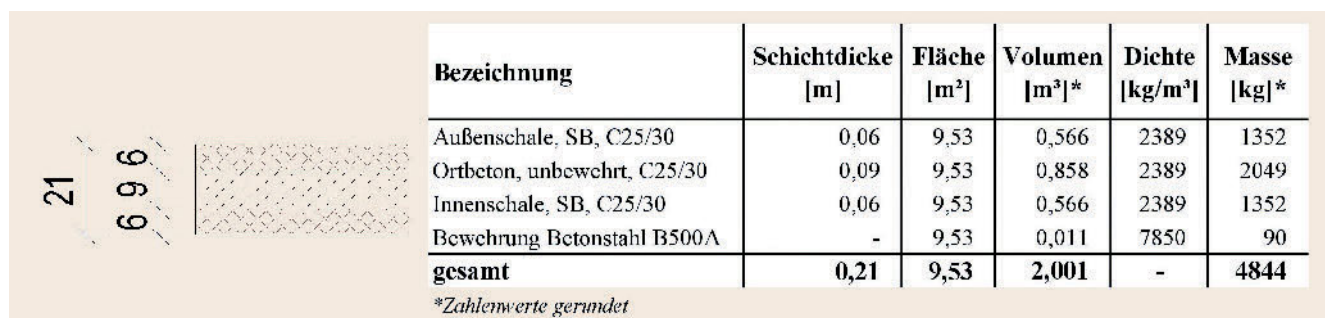 21
6 9 6
Bezeichnung | Schichtdicke [m] | Fläche [m²] | Volumen [m³]* | Dichte [kg/m³] | Masse [kg]*
Außenschale, SB, C25/30 | 0,06 | 9,53 | 0,566 | 2389 | 1352
Ortbeton, unbewehrt, C25/30 | 0,09 | 9,53 | 0,858 | 2389 | 2049
Innenschale, SB, C25/30 | 0,06 | 9,53 | 0,566 | 2389 | 1352
Bewehrung Betonstahl B500A | - | 9,53 | 0,011 | 7850 | 90
gesamt | 0,21 | 9,53 | 2,001 | - | 4844
*Zahlenwerte gerundet